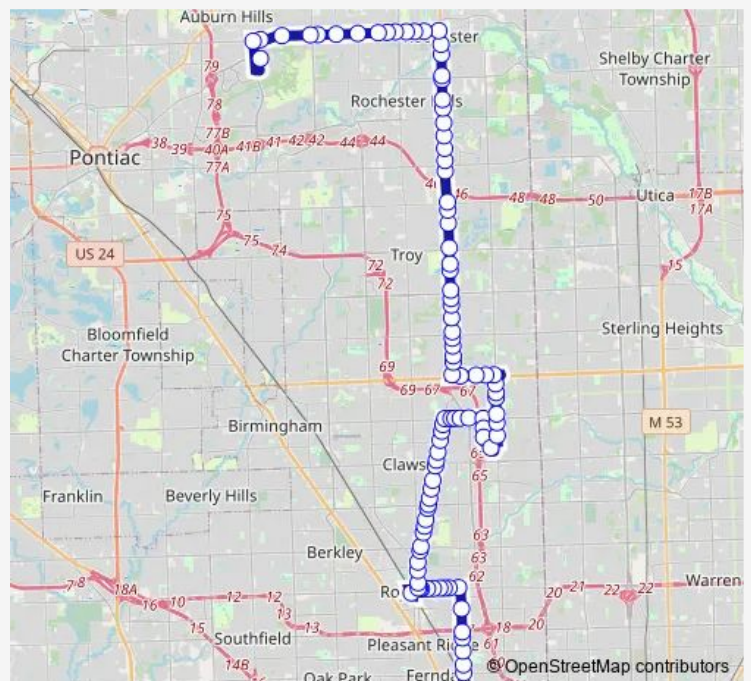 Auburn Hills
Shelby Charter
Township
79
78
77B
38 39 40A 41B 41 42 42 44 44
77A
Pontiac
46 48 48 50
Utica
17B
17A
75
75 74
US 24
Troy
72
72
15
Bloomfield
Charter Township
Sterling Heights
69
69 67 67
Birmingham
M 53
65
Franklin
Beverly Hills
63
63
Berkley
62
7 8
18A
16 10 12 12
20 21 22 22
Warren
13
13
15
18 20
Southfield
Pleasant
61
14B
Oak Park
© OpenStreetMap contributors